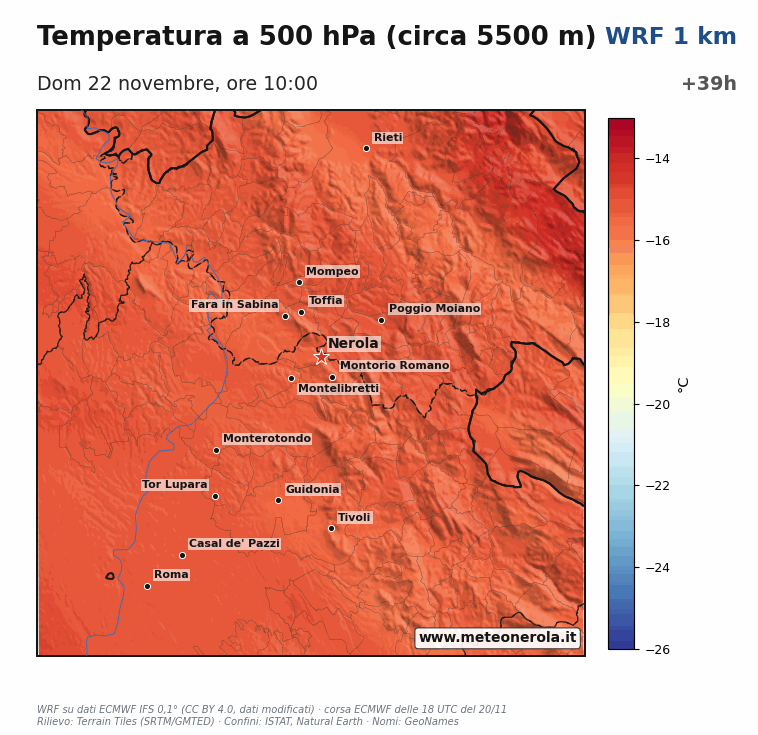 Temperatura a 500 hPa (circa 5500 m) WRF 1 km
Dom 22 novembre, ore 10:00 +39h
Rieti
Mompeo
Toffia
Fara in Sabina
Poggio Moiano
Nerola
Montorio Romano
Montelibretti
Monterotondo
Tor Lupara
Guidonia
Tivoli
Casal de' Pazzi
Roma
www.meteonerola.it
−14
−16
−18
−20
−22
−24
−26
°C
WRF su dati ECMWF IFS 0,1° (CC BY 4.0, dati modificati) · corsa ECMWF delle 18 UTC del 20/11
Rilievo: Terrain Tiles (SRTM/GMTED) · Confini: ISTAT, Natural Earth · Nomi: GeoNames